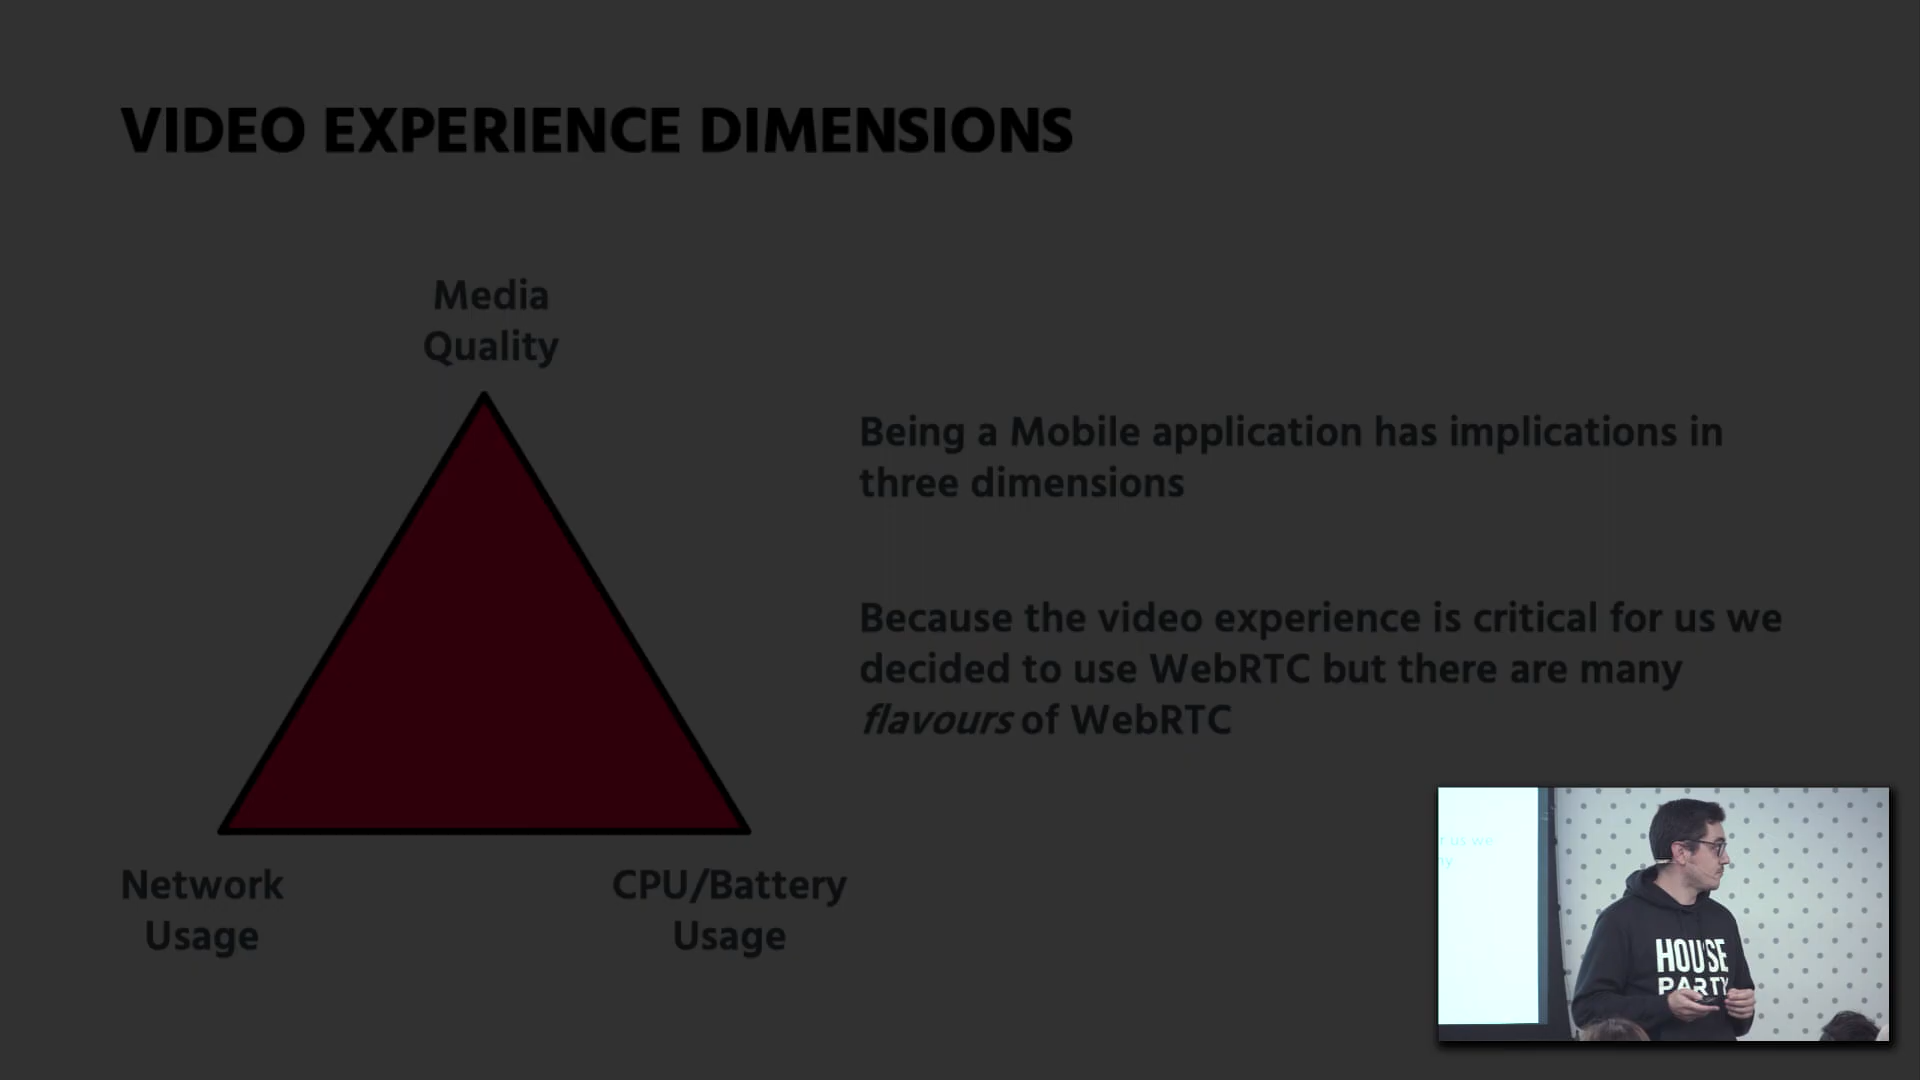 VIDEO EXPERIENCE DIMENSIONS
Media
Quality
Being a Mobile application has implications in
three dimensions
Because the video experience is critical for us we
decided to use WebRTC but there are many
flavours of WebRTC
Network
Usage
CPU/Battery
Usage
us we
HOUSE
PARTY